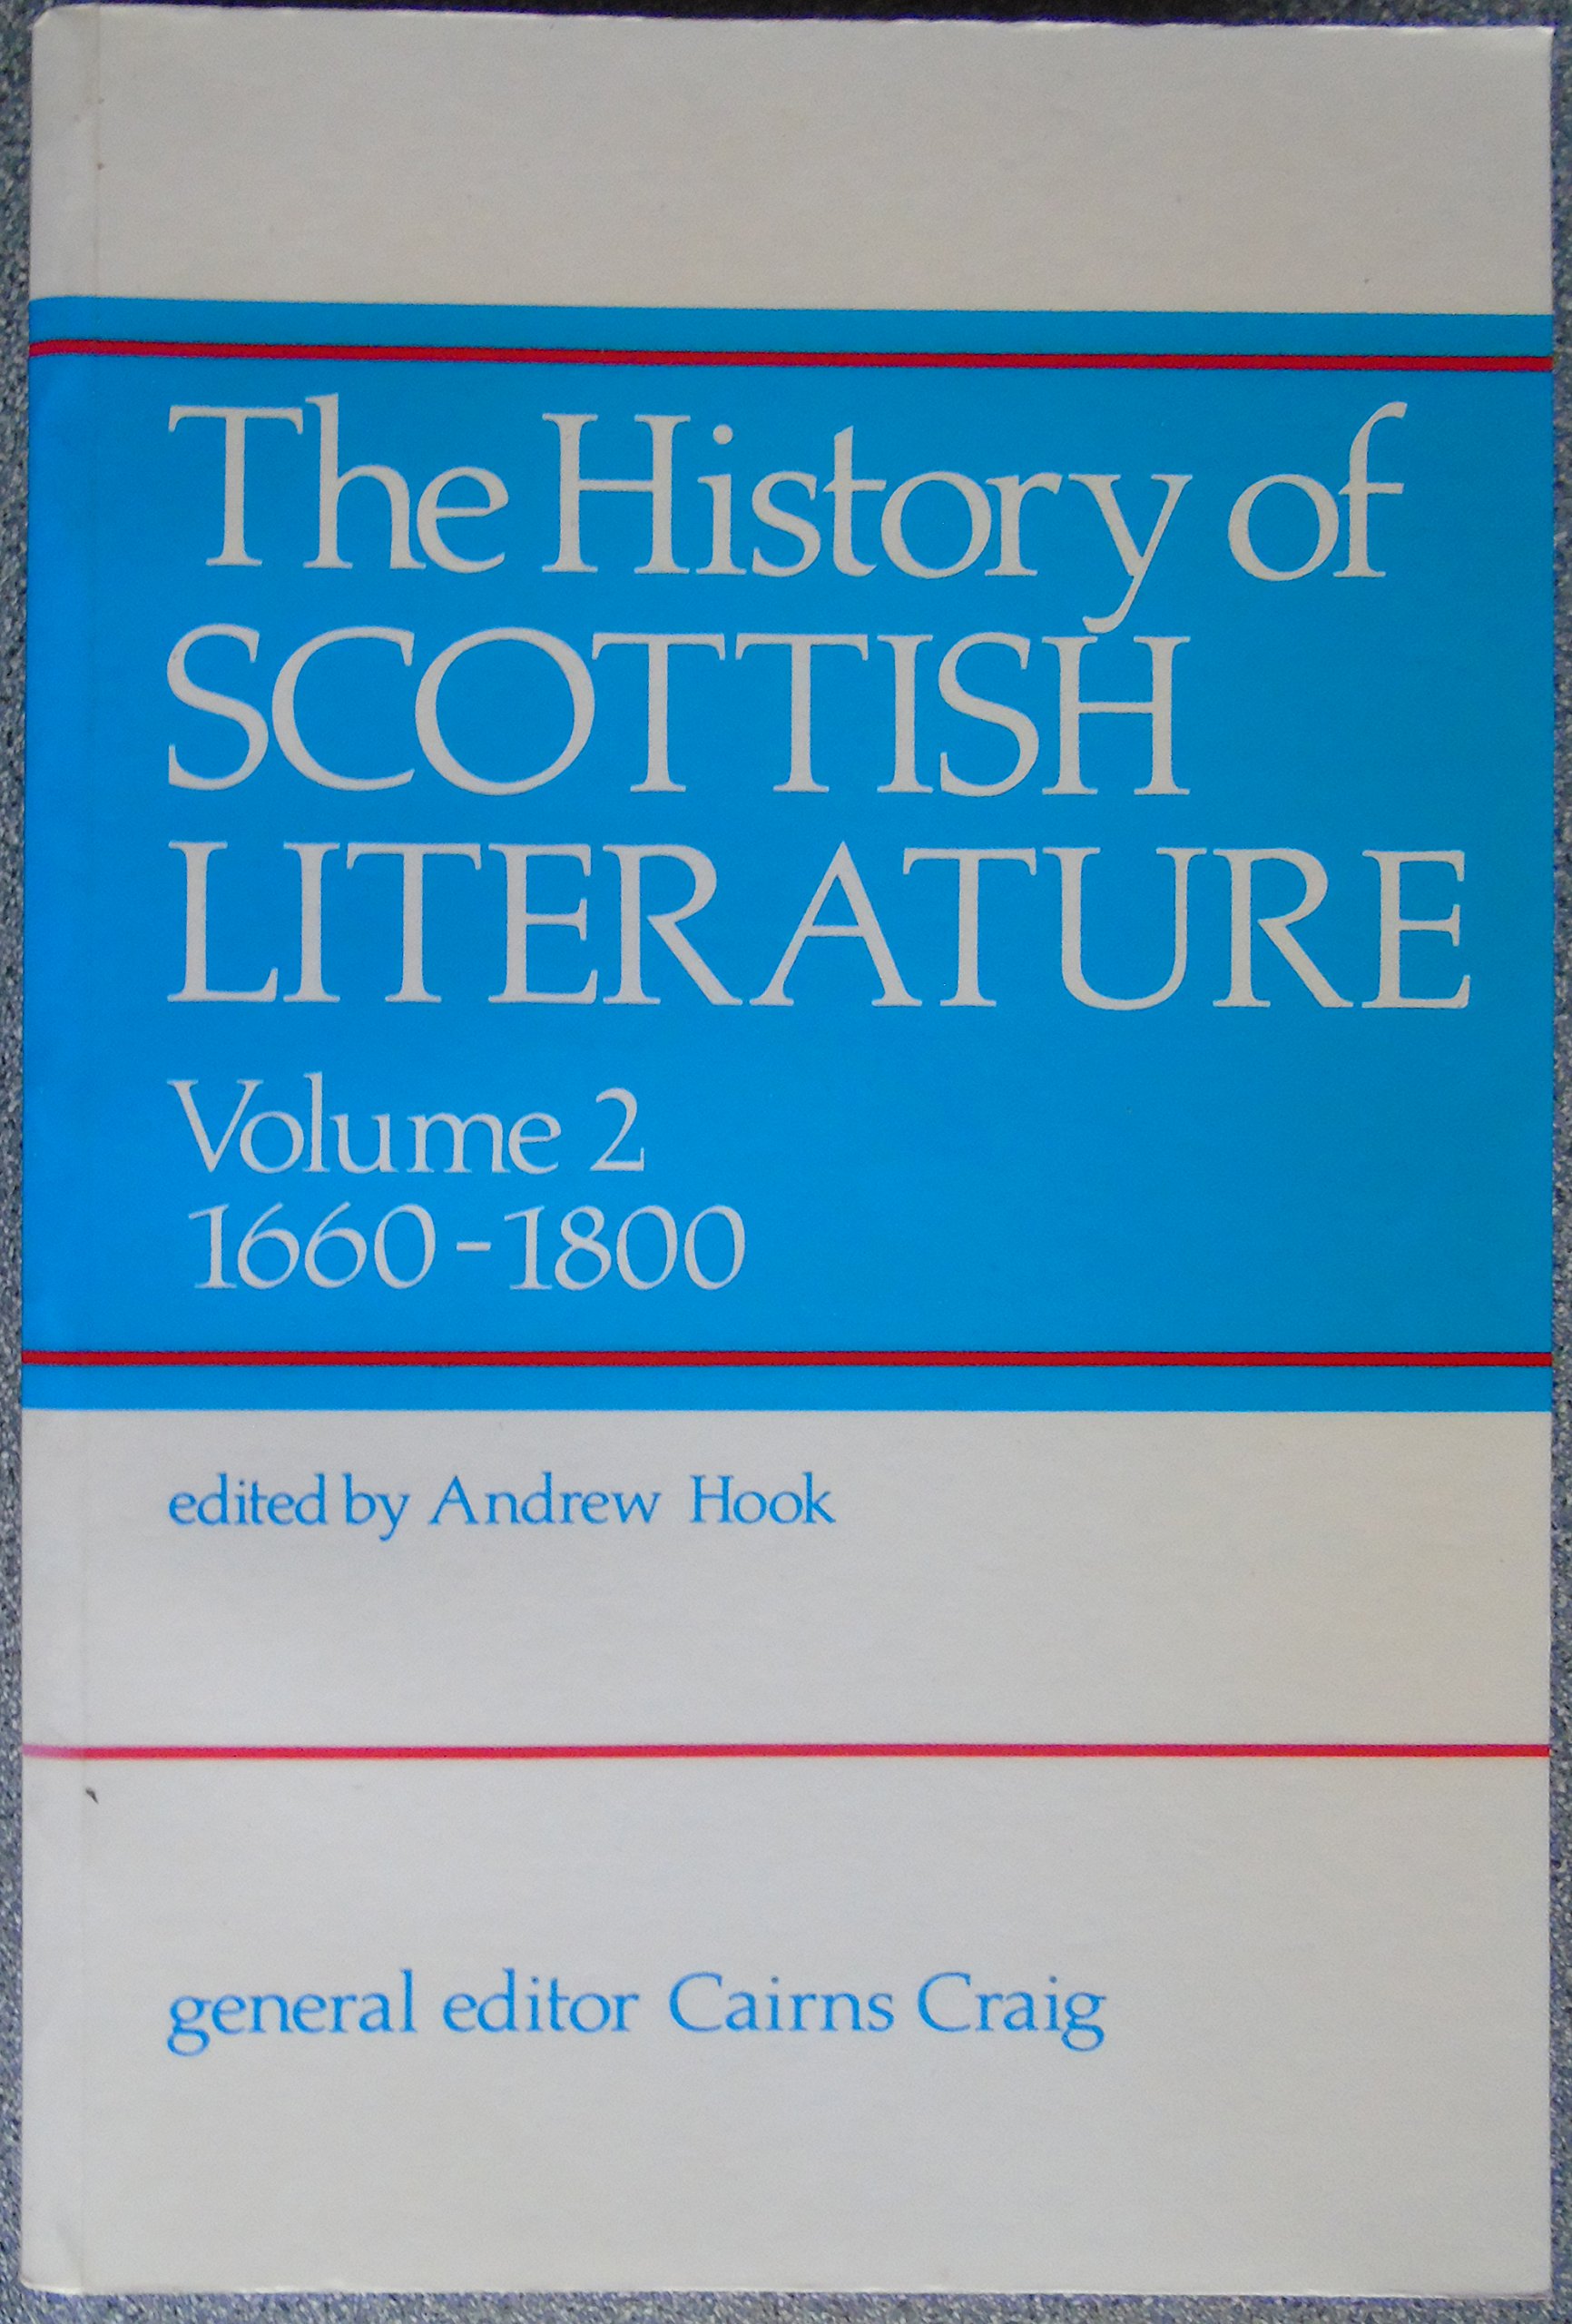 The History of
SCOTTISH
LITERATURE
Volume 2
1660-1800
edited by Andrew Hook
general editor Cairns Craig